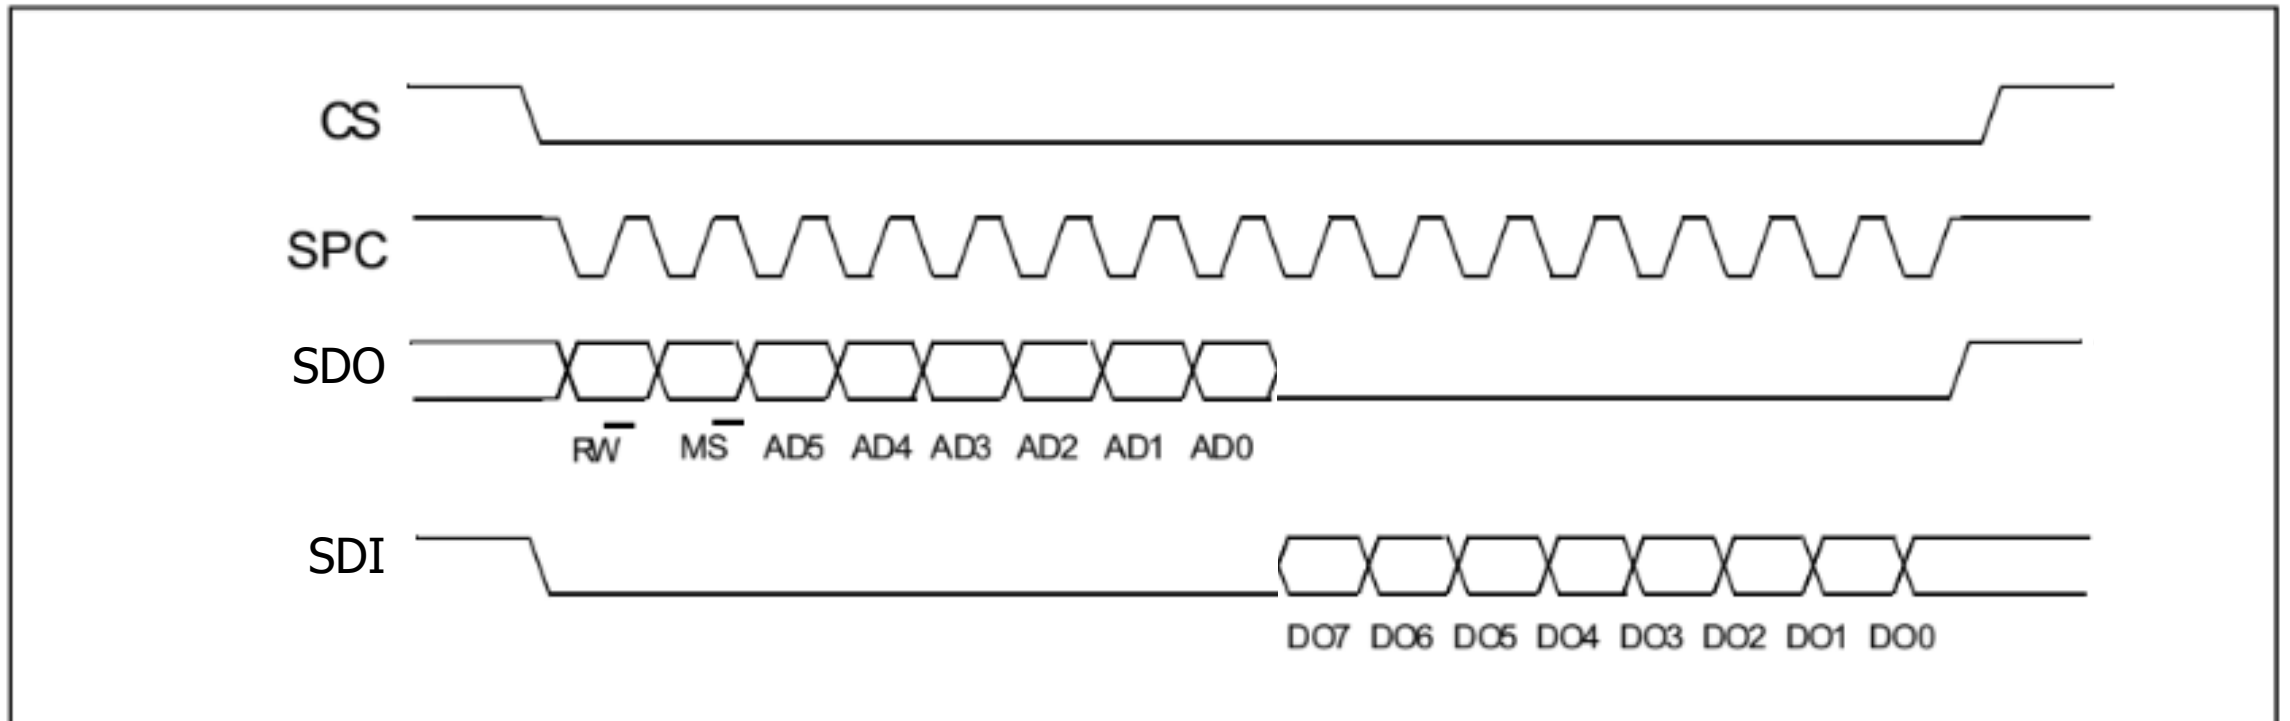 CS
SPC
SDO
RW MS AD5 AD4 AD3 AD2 AD1 AD0
SDI
DO7 DO6 DO5 DO4 DO3 DO2 DO1 DO0